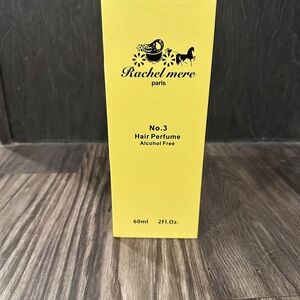 Rachel mere
paris
No.3
Hair Perfume
Alcohol Free
60ml 2Fl.Oz.